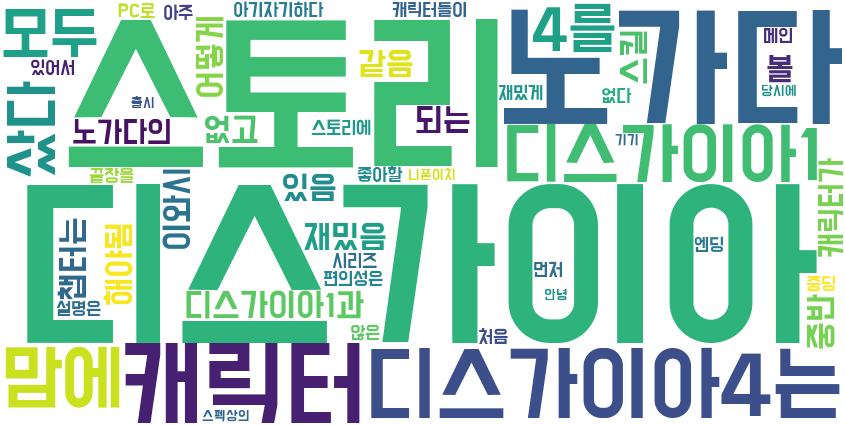 PC로 아주 아기자기하다 캐릭터들이
모두 스토리 노가다 4를 메인
있어서 어떻게 같음 스킬 볼
출시 재밌게 없다 당시에
샀다 노가다의 없고 스토리에 되는 기기
디스가이아1
끝장을 이와시 있음 좋아할 니폰이치 캐릭터가
디스가이아
챕터는 해야됨 재밌음 엔딩
시리즈 먼저 중딩
설명은 편의성은 안녕 중반
디스가이아1과
않은 처음
맘에 캐릭터 디스가이아4는
스펙상의